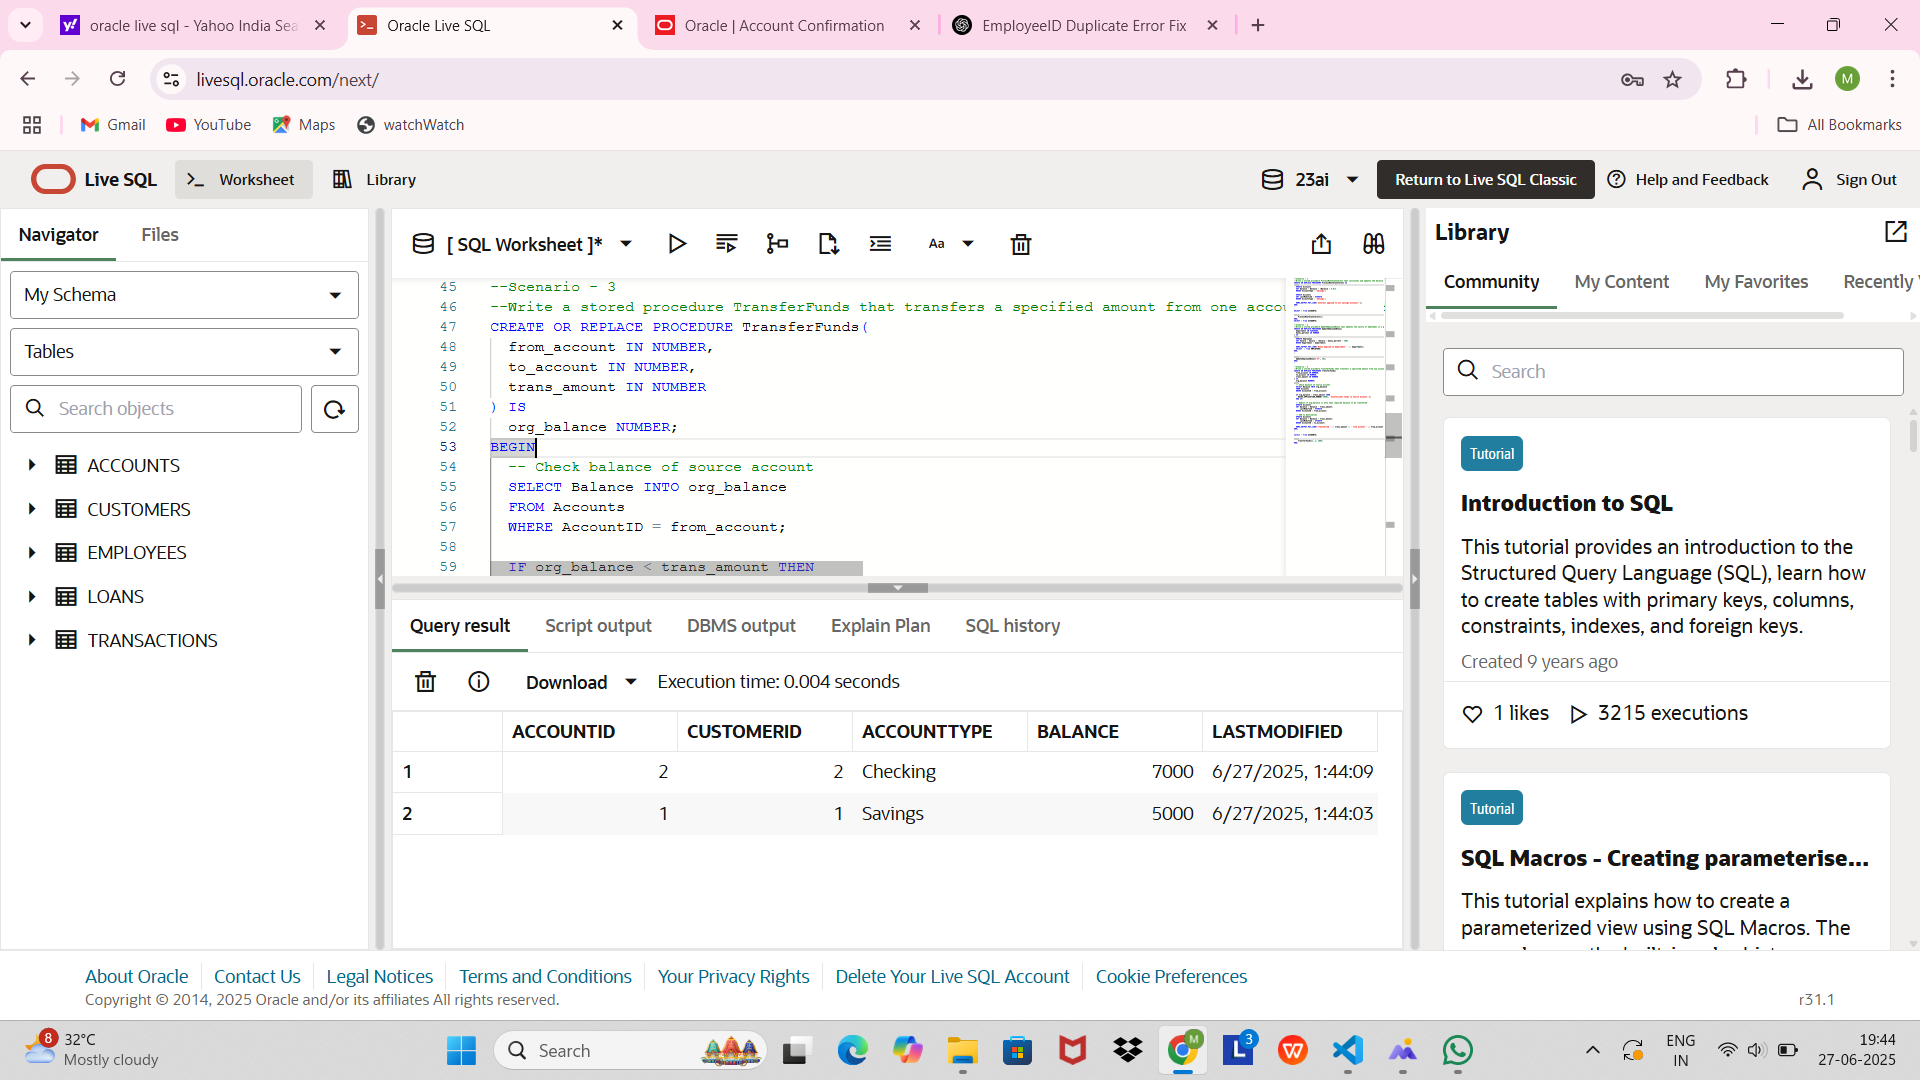 oracle live sql - Yahoo India Sea
Oracle Live SQL
Oracle | Account Confirmation
EmployeeID Duplicate Error Fix
livesql.oracle.com/next/
M
Gmail
YouTube
Maps
watchWatch
All Bookmarks
Live SQL
Worksheet
Library
23ai
Return to Live SQL Classic
Help and Feedback
Sign Out
Navigator
Files
My Schema
Tables
Search objects
ACCOUNTS
CUSTOMERS
EMPLOYEES
LOANS
TRANSACTIONS
[ SQL Worksheet ]*
Aa
45 --Scenario - 3
46 --Write a stored procedure TransferFunds that transfers a specified amount from one accou
47 CREATE OR REPLACE PROCEDURE TransferFunds(
48 from_account IN NUMBER,
49 to_account IN NUMBER,
50 trans_amount IN NUMBER
51 ) IS
52 org_balance NUMBER;
53 BEGIN
54 -- Check balance of source account
55 SELECT Balance INTO org_balance
56 FROM Accounts
57 WHERE AccountID = from_account;
58
59 IF org_balance < trans_amount THEN
Query result
Script output
DBMS output
Explain Plan
SQL history
Download
Execution time: 0.004 seconds
ACCOUNTID CUSTOMERID ACCOUNTTYPE BALANCE LASTMODIFIED
1 2 2 Checking 7000 6/27/2025, 1:44:09
2 1 1 Savings 5000 6/27/2025, 1:44:03
Library
Community
My Content
My Favorites
Recently
Search
Tutorial
Introduction to SQL
This tutorial provides an introduction to the
Structured Query Language (SQL), learn how
to create tables with primary keys, columns,
constraints, indexes, and foreign keys.
Created 9 years ago
1 likes
3215 executions
Tutorial
SQL Macros - Creating parameterise...
This tutorial explains how to create a
parameterized view using SQL Macros. The
About Oracle
Contact Us
Legal Notices
Terms and Conditions
Your Privacy Rights
Delete Your Live SQL Account
Cookie Preferences
Copyright © 2014, 2025 Oracle and/or its affiliates All rights reserved.
r31.1
8
32°C
Mostly cloudy
Search
M
L
3
ENG
IN
19:44
27-06-2025